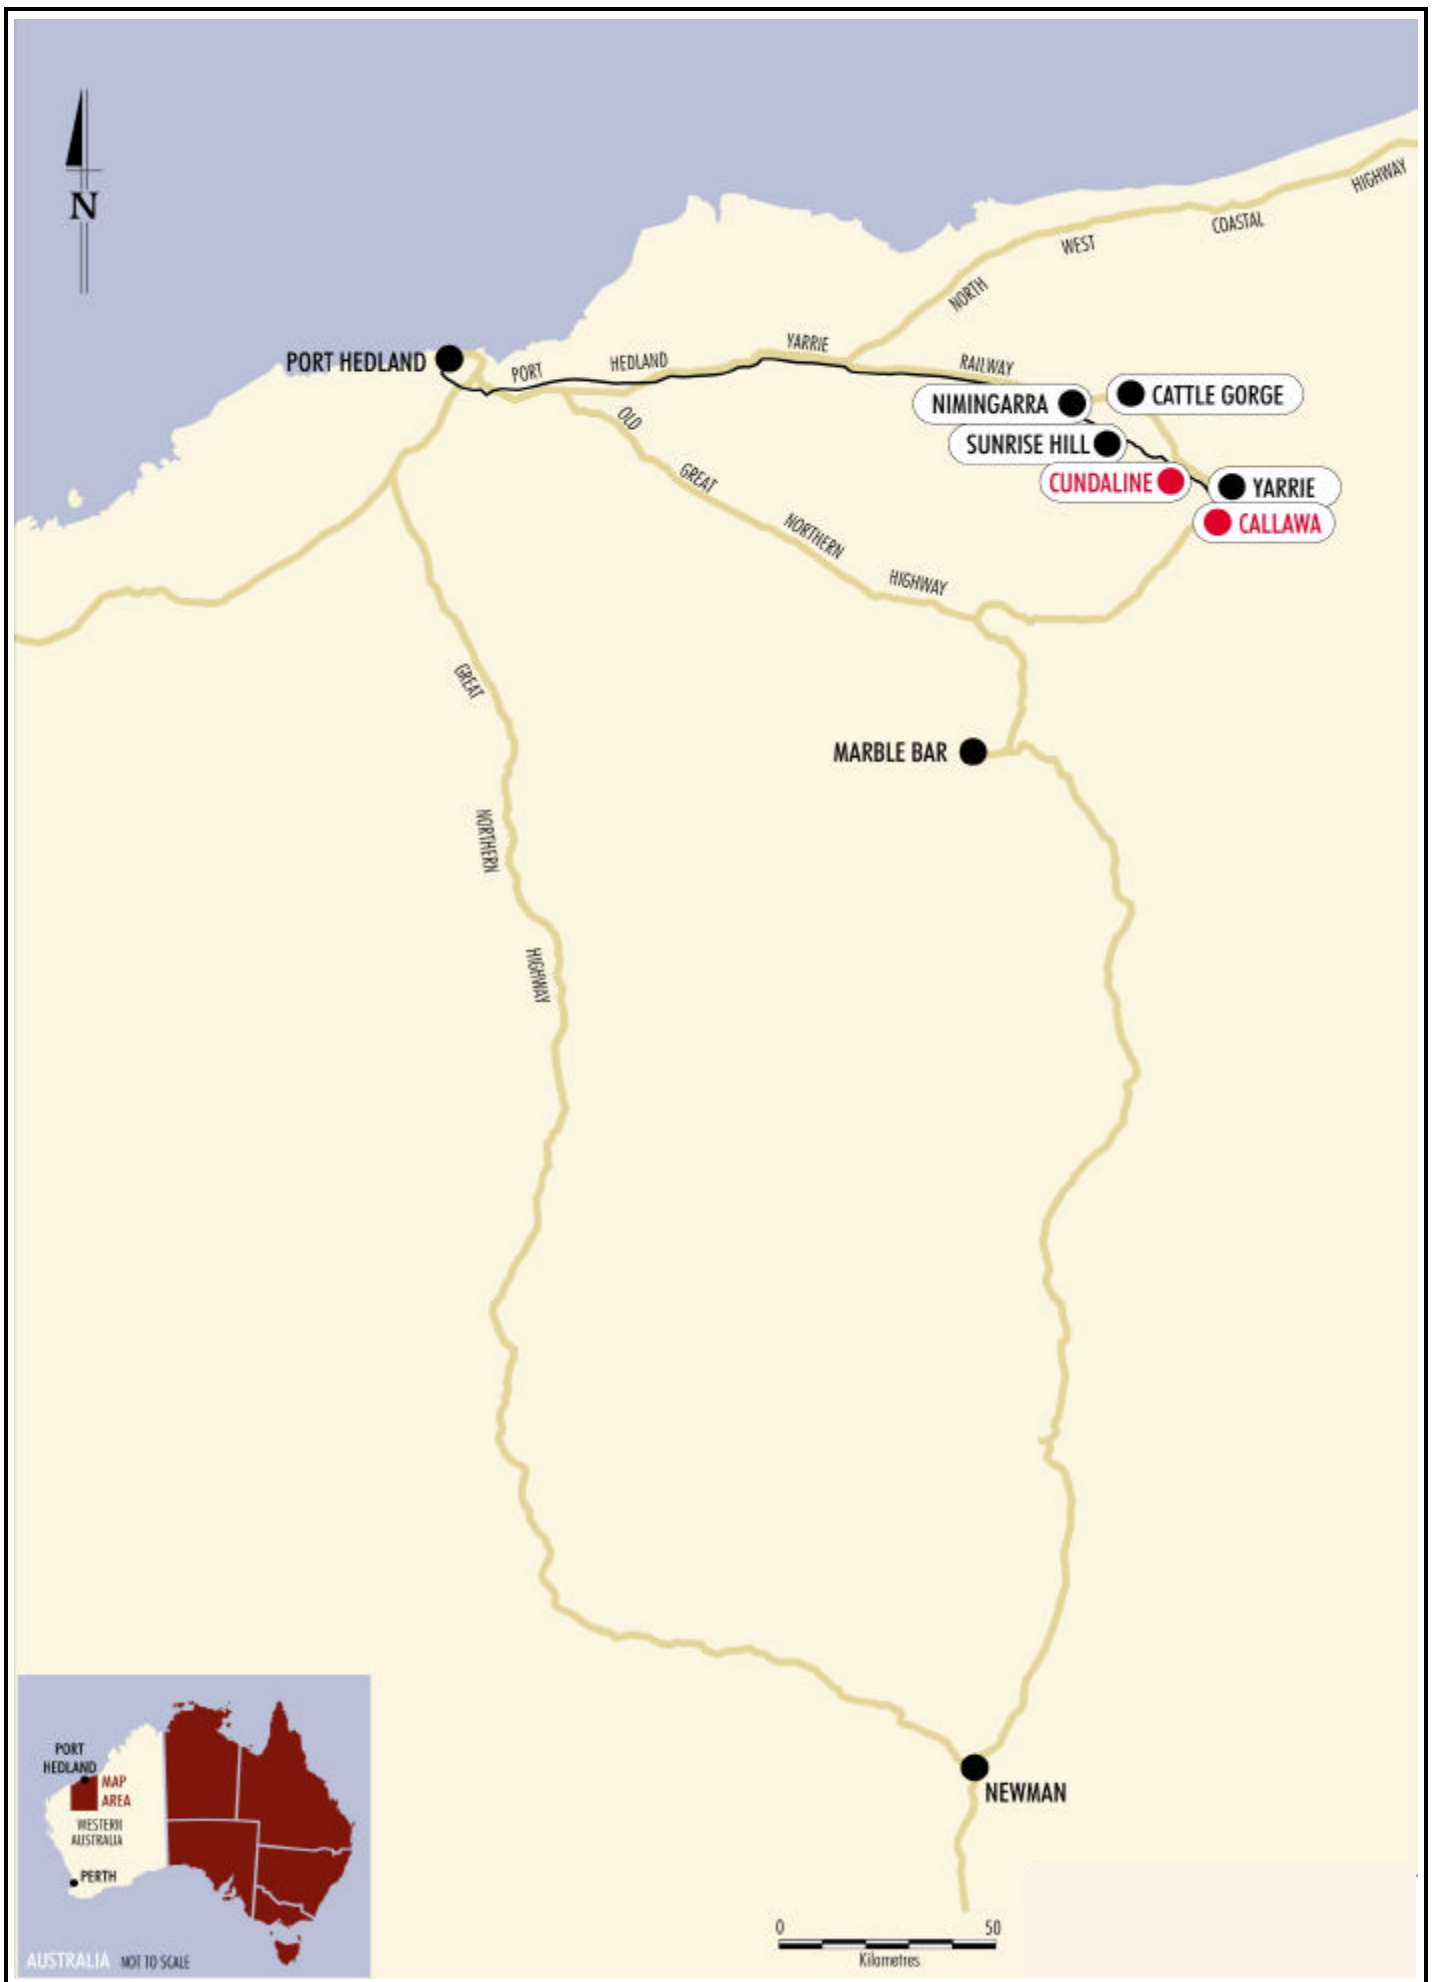 N
HIGHWAY
COASTAL
WEST
NORTH
PORT HEDLAND
PORT
HEDLAND
YARRIE
RAILWAY
NIMINGARRA
CATTLE GORGE
SUNRISE HILL
CUNDALINE
YARRIE
CALLAWA
OLD
GREAT
NORTHERN
HIGHWAY
GREAT
NORTHERN
HIGHWAY
MARBLE BAR
NEWMAN
PORT
HEDLAND
MAP
AREA
WESTERN
AUSTRALIA
PERTH
AUSTRALIA NOT TO SCALE
0 50
Kilometres